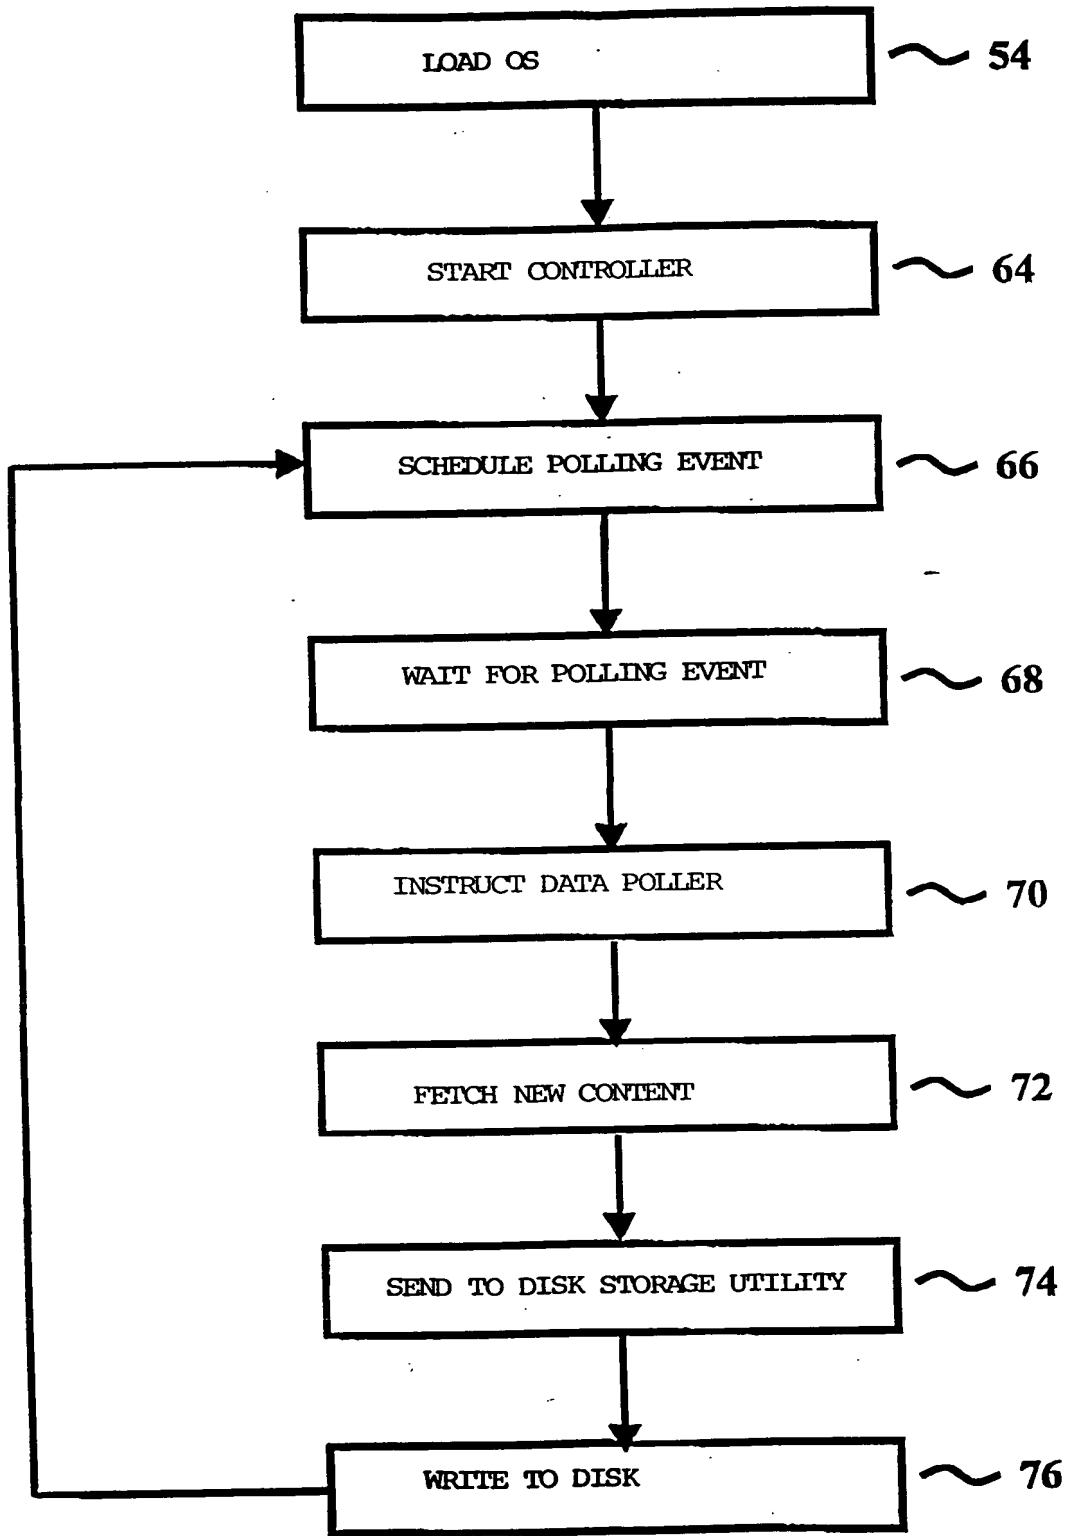 LOAD OS 54
START CONTROLLER 64
SCHEDULE POLLING EVENT 66
WAIT FOR POLLING EVENT 68
INSTRUCT DATA POLLER 70
FETCH NEW CONTENT 72
SEND TO DISK STORAGE UTILITY 74
WRITE TO DISK 76